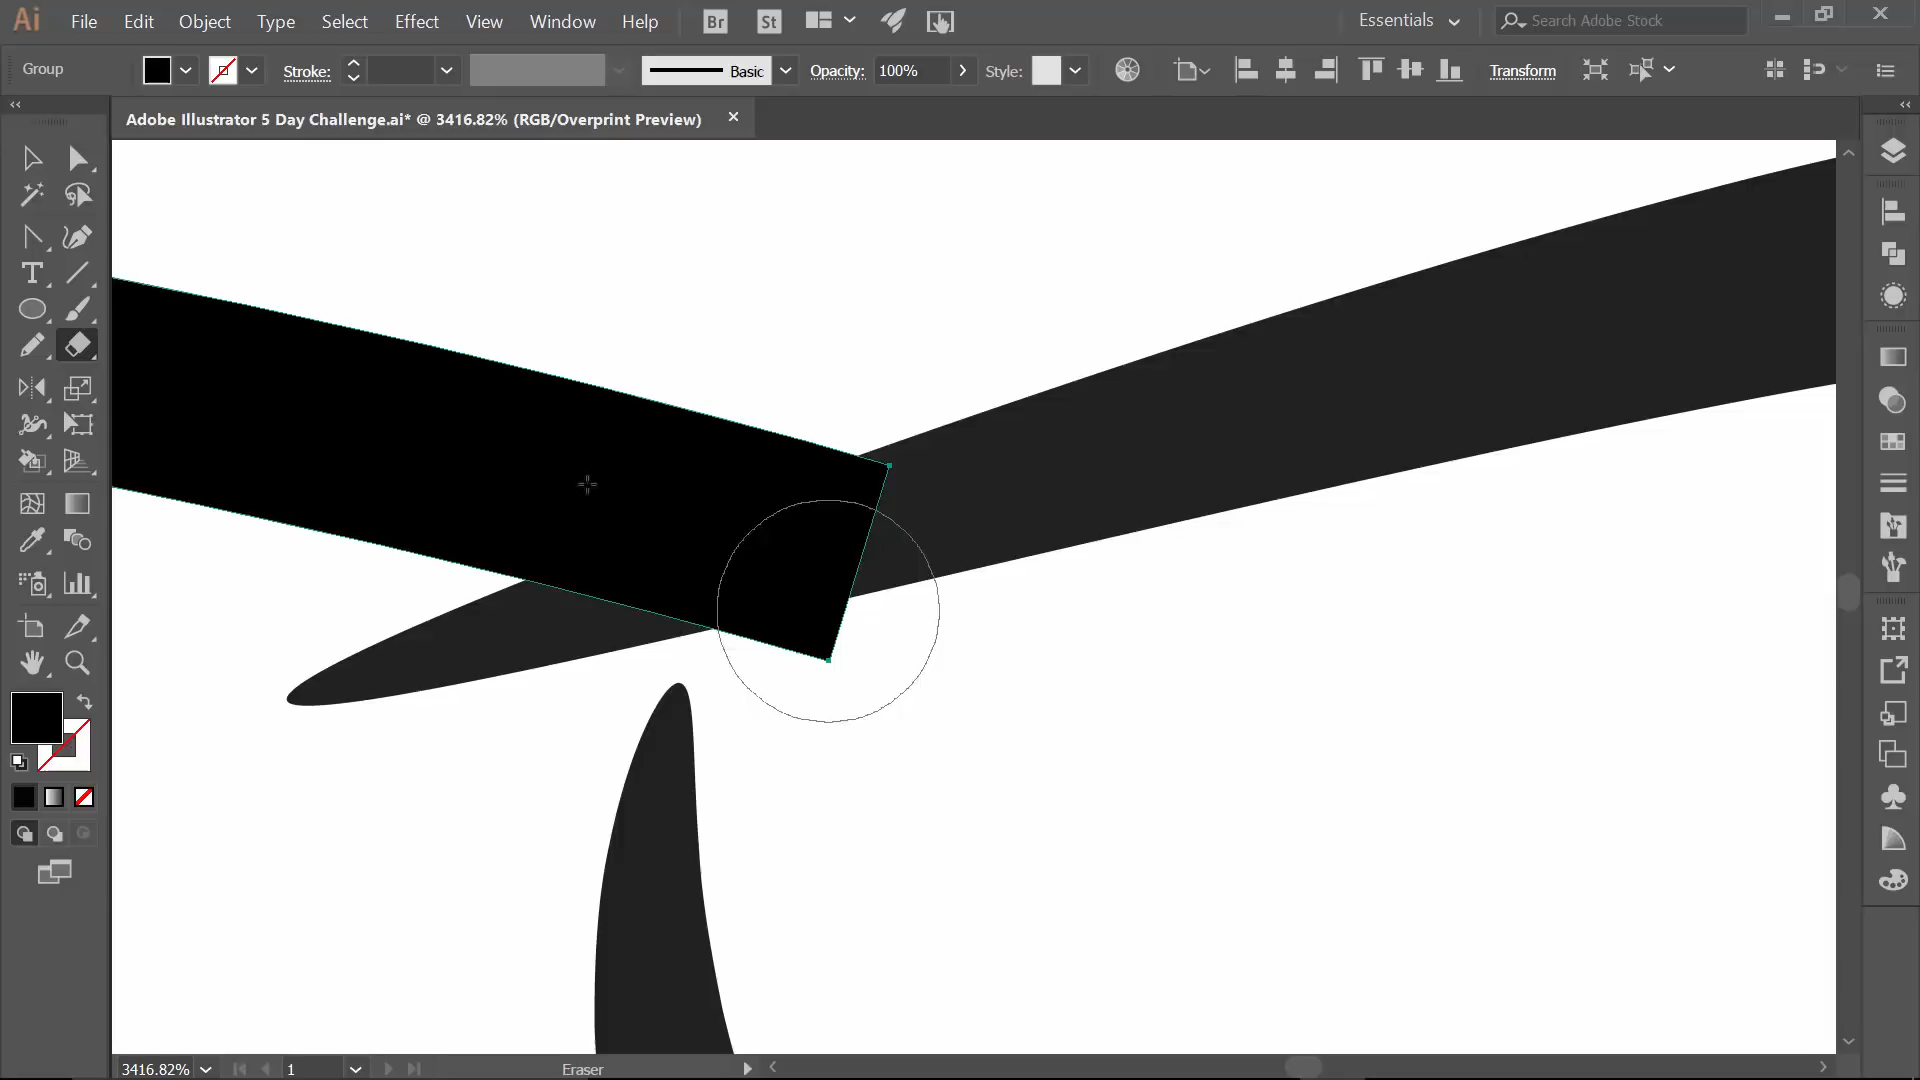 Ai File Edit Object Type Select Effect View Window Help Br St Essentials Search Adobe Stock
Group Stroke: Basic Opacity: 100% Style: Transform
Adobe Illustrator 5 Day Challenge.ai* @ 3416.82% (RGB/Overprint Preview)
3416.82% 1 Eraser